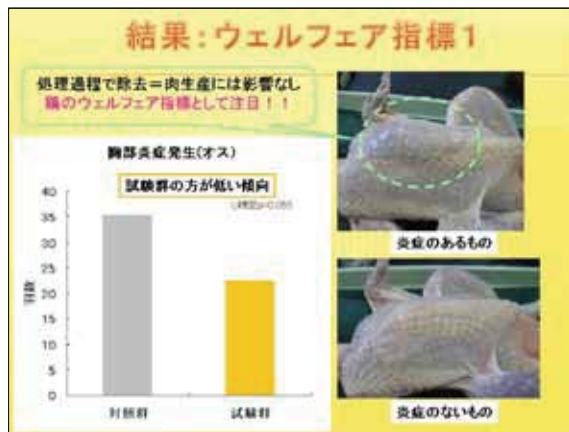 結果:ウェルフェア指標1
処理過程で除去=肉生産には影響なし
鶏のウェルフェア指標として注目!!
胸部炎症発生(オス)
試験群の方が低い傾向
40
35
30
25
20
15
10
5
0
羽数
対照群
試験群
炎症のあるもの
炎症のないもの